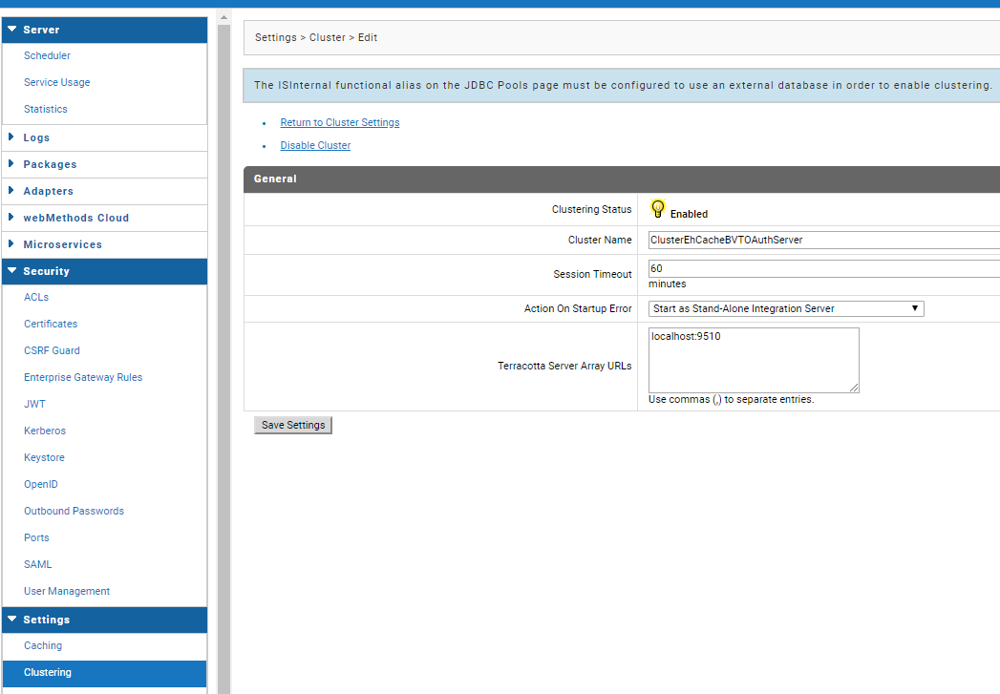 Server
Scheduler
Service Usage
Statistics
Logs
Packages
Adapters
webMethods Cloud
Microservices
Security
ACLs
Certificates
CSRF Guard
Enterprise Gateway Rules
JWT
Kerberos
Keystore
OpenID
Outbound Passwords
Ports
SAML
User Management
Settings
Caching
Clustering
Settings > Cluster > Edit
The ISInternal functional alias on the JDBC Pools page must be configured to use an external database in order to enable clustering.
Return to Cluster Settings
Disable Cluster
General
Clustering Status Enabled
Cluster Name ClusterEhCacheBVTOAuthServer
Session Timeout 60
minutes
Action On Startup Error Start as Stand-Alone Integration Server
Terracotta Server Array URLs localhost:9510
Use commas (,) to separate entries.
Save Settings